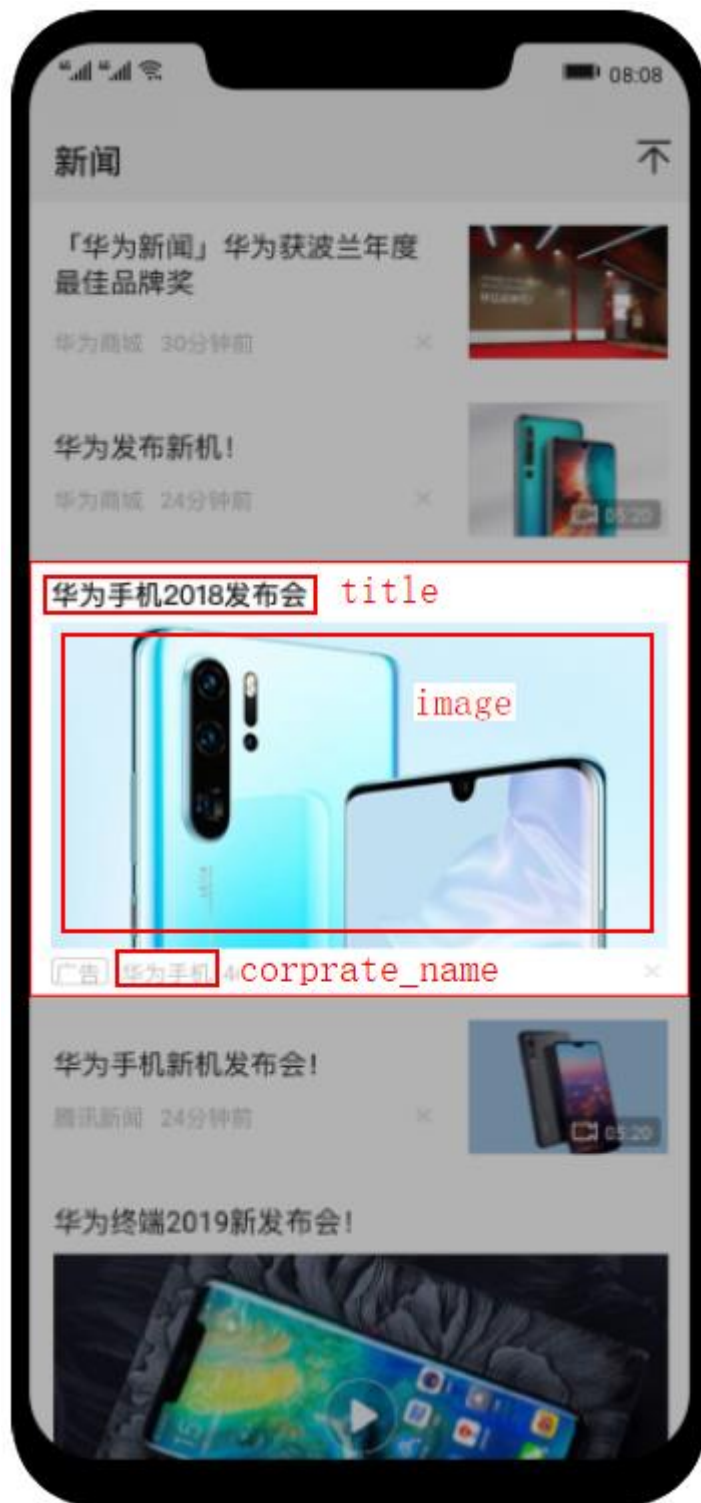 08:08
新闻
「华为新闻」华为获波兰年度
最佳品牌奖
华为商城 30分钟前
HUAWEI
华为发布新机!
华为商城 24分钟前
05:20
华为手机2018发布会 title
image
广告 华为手机 corprate_name
华为手机新机发布会!
腾讯新闻 24分钟前
05:20
华为终端2019新发布会!